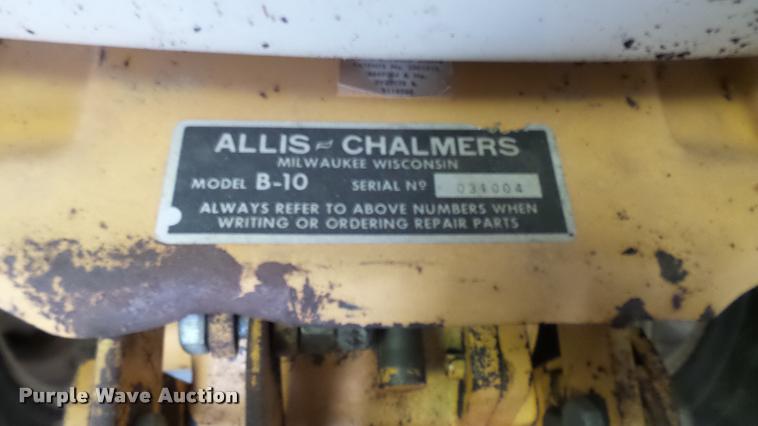 ALLIS CHALMERS
MILWAUKEE WISCONSIN
MODEL B-10 SERIAL Nº 034004
ALWAYS REFER TO ABOVE NUMBERS WHEN
WRITING OR ORDERING REPAIR PARTS
Purple Wave Auction